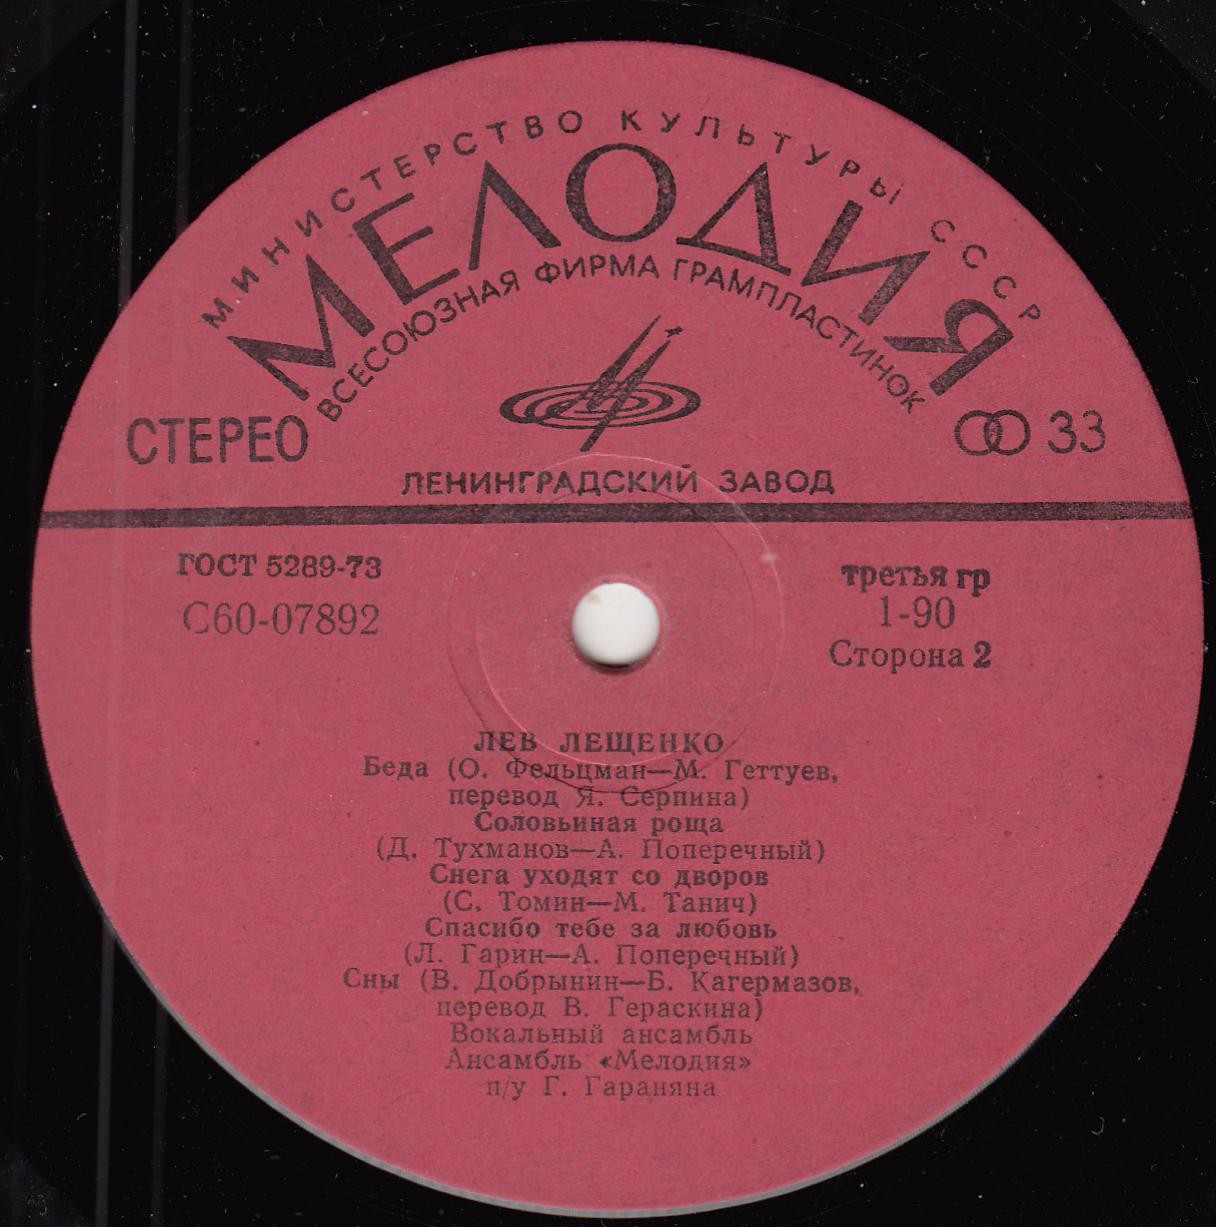 МИНИСТЕРСТВО КУЛЬТУРЫ СССР
МЕЛОДИЯ
ВСЕСОЮЗНАЯ ФИРМА ГРАМПЛАСТИНОК
СТЕРЕО
33
ЛЕНИНГРАДСКИЙ ЗАВОД
ГОСТ 5289-73
С60-07892
третья гр
1-90
Сторона 2
ЛЕВ ЛЕЩЕНКО
Беда (О. Фельцман—М. Геттуев,
перевод Я. Серпина)
Соловьиная роща
(Д. Тухманов—А. Поперечный)
Снега уходят со дворов
(С. Томин—М. Танич)
Спасибо тебе за любовь
(Л. Гарин—А. Поперечный)
Сны (В. Добрынин—Б. Кагермазов,
перевод В. Гераскина)
Вокальный ансамбль
Ансамбль «Мелодия»
п/у Г. Гараняна